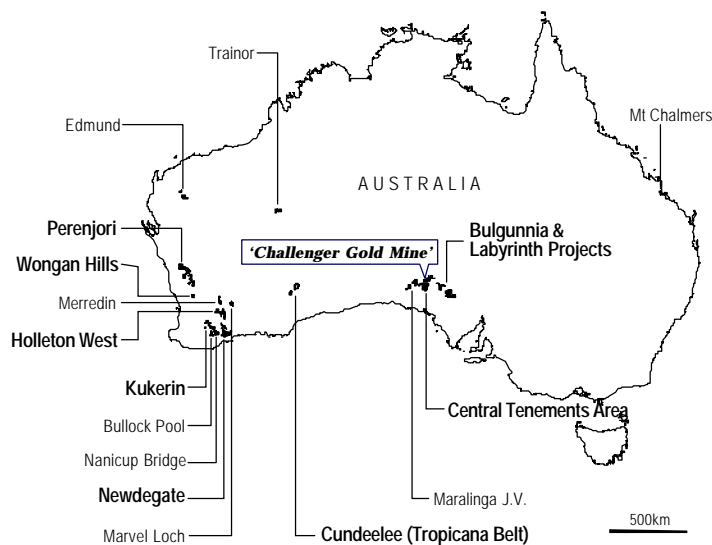 Trainor
Mt Chalmers
Edmund
AUSTRALIA
Perenjori
'Challenger Gold Mine'
Bulgunnia &
Labyrinth Projects
Wongan Hills
Merredin
Holleton West
Kukerin
Central Tenements Area
Bullock Pool
Nanicup Bridge
Newdegate
Maralinga J.V.
500km
Marvel Loch
Cundeelee (Tropicana Belt)